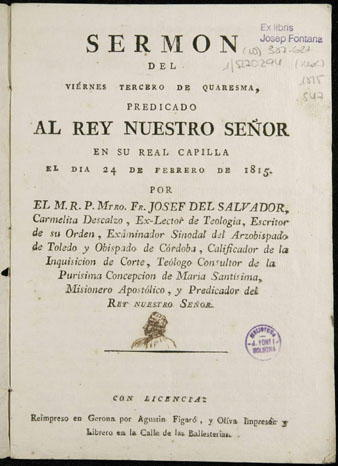 Ex libris
Josep Fontana
SERMON
DEL
VIÉRNES TERCERO DE QUARESMA,
PREDICADO
AL REY NUESTRO SEÑOR
EN SU REAL CAPILLA
EL DIA 24 DE FEBRERO DE 1815.
POR
EL M. R. P. MTRO. FR. JOSEF DEL SALVADOR,
Carmelita Descalzo, Ex-Lector de Teologia, Escritor
de su Orden, Exâminador Sinodal del Arzobispado
de Toledo y Obispado de Córdoba, Calificador de la
Inquisicion de Corte, Teólogo Consultor de la
Purísima Concepcion de Maria Santísima,
Misionero Apostólico, y Predicador del
REY NUESTRO SEÑOR.
CON LICENCIA:
Reimpreso en Gerona por Agustin Figaró, y Oliva Impresor y
Librero en la Calle de las Ballesterias.